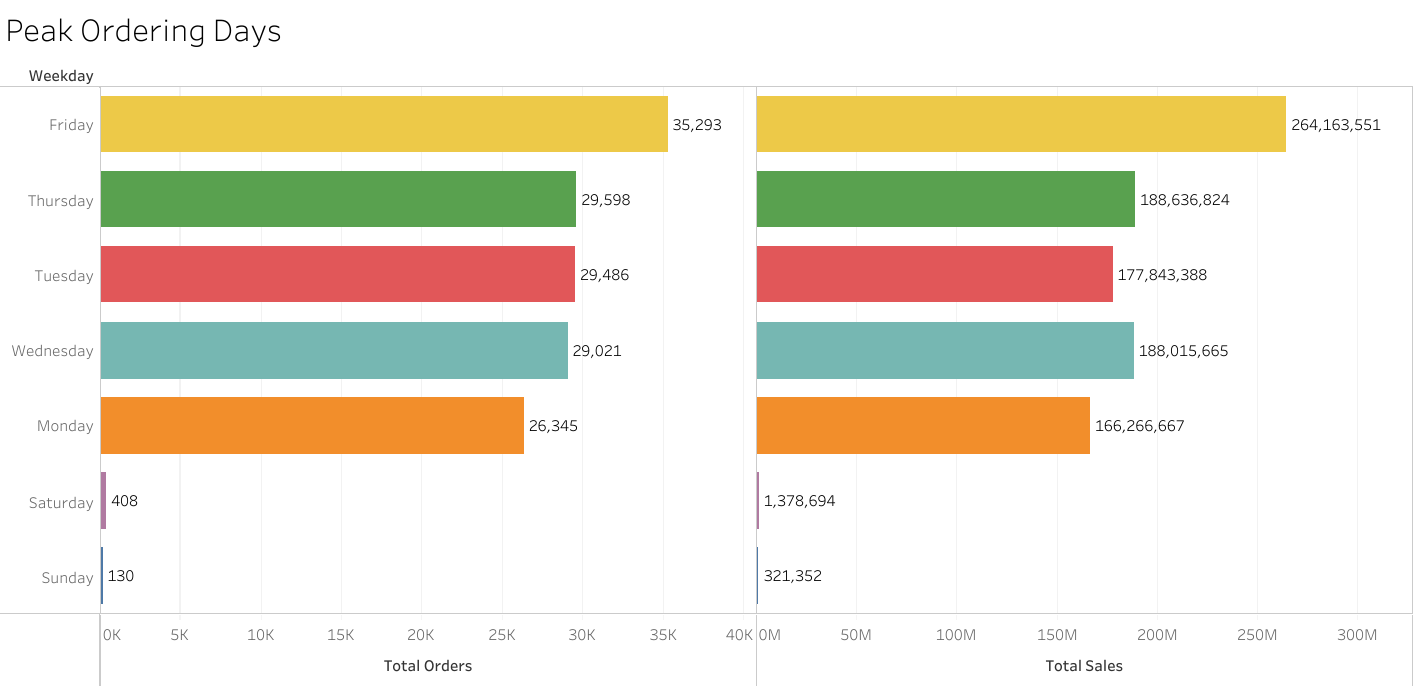 Peak Ordering Days
Weekday
Friday 35,293 264,163,551
Thursday 29,598 188,636,824
Tuesday 29,486 177,843,388
Wednesday 29,021 188,015,665
Monday 26,345 166,266,667
Saturday 408 1,378,694
Sunday 130 321,352
0K 5K 10K 15K 20K 25K 30K 35K 40K 0M 50M 100M 150M 200M 250M 300M
Total Orders Total Sales